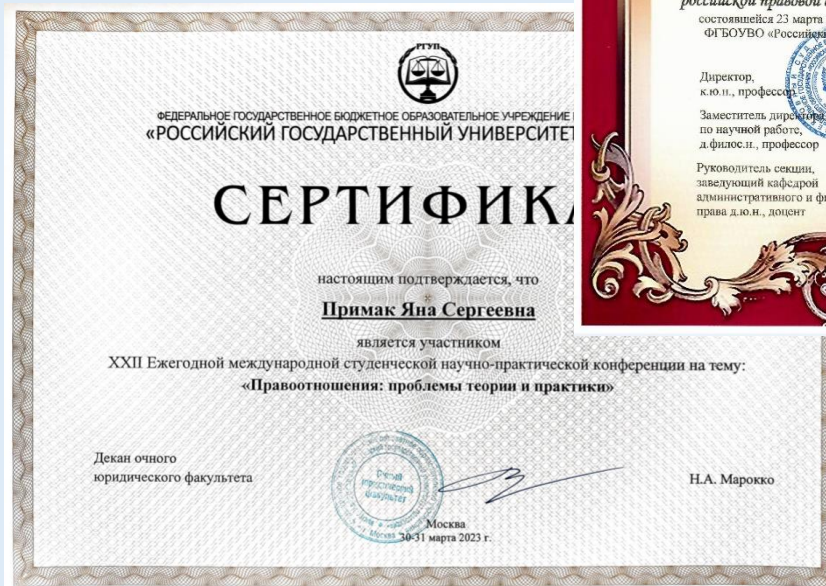 РГУП
ФЕДЕРАЛЬНОЕ ГОСУДАРСТВЕННОЕ БЮДЖЕТНОЕ ОБРАЗОВАТЕЛЬНОЕ УЧРЕЖДЕНИЕ
«РОССИЙСКИЙ ГОСУДАРСТВЕННЫЙ УНИВЕРСИТЕТ
СЕРТИФИКА
настоящим подтверждается, что
Примак Яна Сергеевна
является участником
XXII Ежегодной международной студенческой научно-практической конференции на тему:
«Правоотношения: проблемы теории и практики»
Декан очного
юридического факультета
Очный
юридический
факультет
Н.А. Марокко
Москва
30-31 марта 2023 г.
российской правовой
состоявшейся 23 марта
ФГБОУВО «Российск
Директор,
к.ю.н., профессор
Заместитель директора
по научной работе,
д.филос.н., профессор
Руководитель секции,
заведующий кафедрой
административного и фи
права д.ю.н., доцент